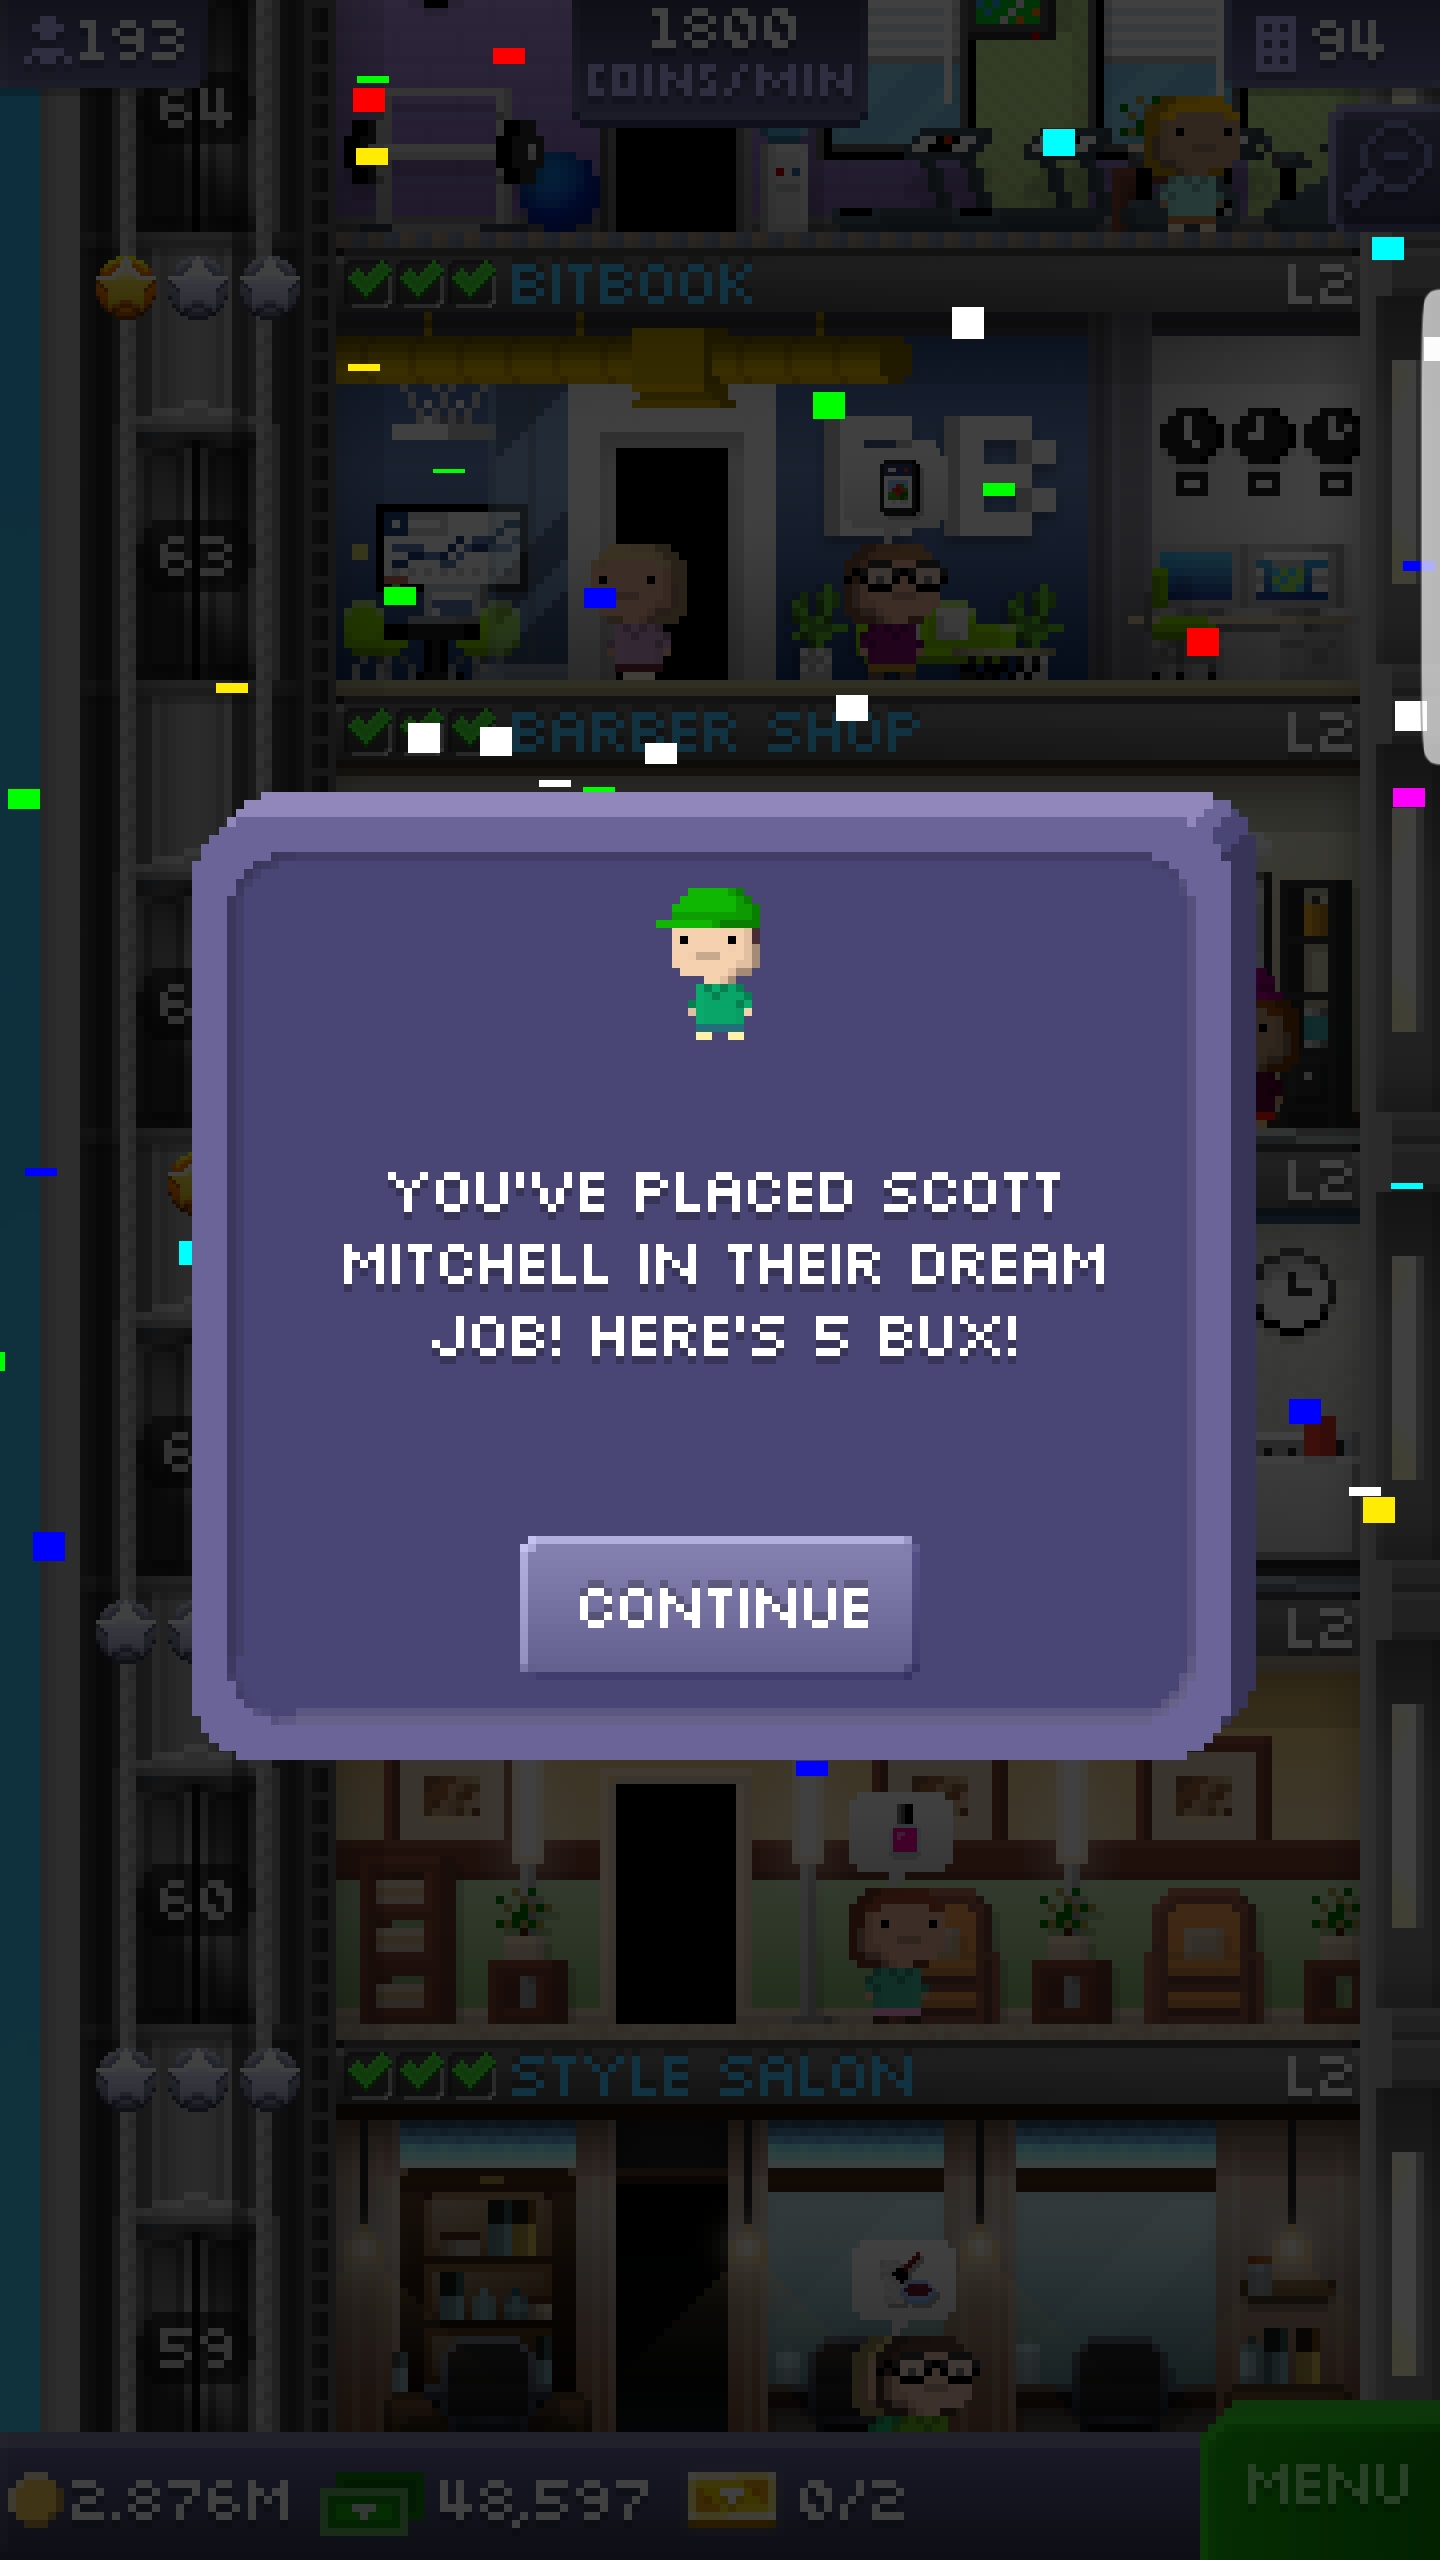 193
1800
COINS/MIN
94
64
BITBOOK L2
63
BARBER SHOP L2
YOU'VE PLACED SCOTT
MITCHELL IN THEIR DREAM
JOB! HERE'S 5 BUX!
L2
CONTINUE
L2
60
STYLE SALON L2
59
2.876M 48,597 0/2 MENU